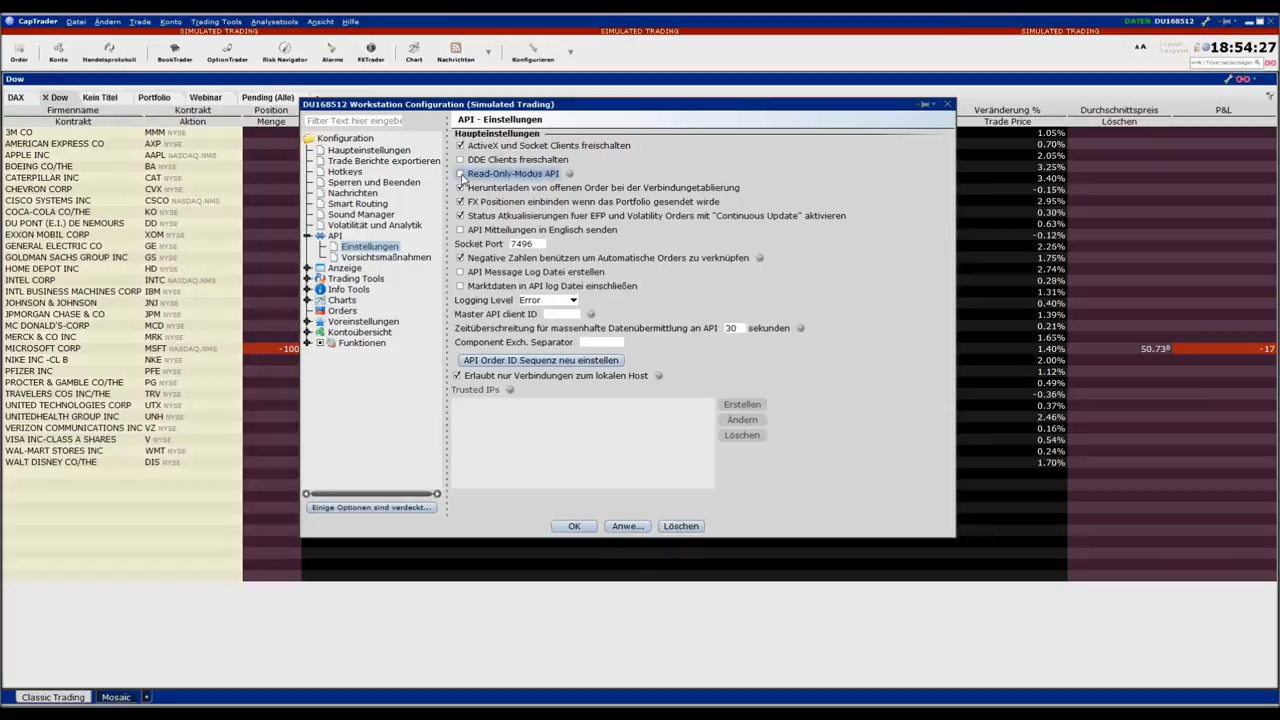 CapTrader Datei Ändern Trade Konto Trading Tools Analysetools Ansicht Hilfe DATEN DU168512
SIMULATED TRADING SIMULATED TRADING SIMULATED TRADING
Order Konto Handelsprotokoll BookTrader OptionTrader Risk Navigator Alarme FXTrader Chart Nachrichten Konfigurieren
A A 18:54:27
Dow
DAX Dow Kein Titel Portfolio Webinar Pending (Alle)
Firmenname Kontrakt Position Veränderung % Durchschnittspreis P&L
Kontrakt Aktion Menge Trade Price Löschen
3M CO MMM NYSE 1.05%
AMERICAN EXPRESS CO AXP NYSE 0.70%
APPLE INC AAPL NASDAQ.NMS 2.05%
BOEING CO/THE BA NYSE 3.25%
CATERPILLAR INC CAT NYSE 3.40%
CHEVRON CORP CVX NYSE -0.15%
CISCO SYSTEMS INC CSCO NASDAQ.NMS 2.95%
COCA-COLA CO/THE KO NYSE 0.30%
DU PONT (E.I.) DE NEMOURS DD NYSE 0.63%
EXXON MOBIL CORP XOM NYSE -0.12%
GENERAL ELECTRIC CO GE NYSE 2.26%
GOLDMAN SACHS GROUP INC GS NYSE 1.75%
HOME DEPOT INC HD NYSE 2.74%
INTEL CORP INTC NASDAQ.NMS 0.28%
INTL BUSINESS MACHINES CORP IBM NYSE 1.31%
JOHNSON & JOHNSON JNJ NYSE 0.40%
JPMORGAN CHASE & CO JPM NYSE 1.39%
MC DONALD'S-CORP MCD NYSE 0.21%
MERCK & CO INC MRK NYSE 1.65%
MICROSOFT CORP MSFT NASDAQ.NMS -100 1.40% 50.73⁸ -17
NIKE INC -CL B NKE NYSE 2.00%
PFIZER INC PFE NYSE 1.12%
PROCTER & GAMBLE CO/THE PG NYSE 0.49%
TRAVELERS COS INC/THE TRV NYSE -0.36%
UNITED TECHNOLOGIES CORP UTX NYSE 0.37%
UNITEDHEALTH GROUP INC UNH NYSE 2.46%
VERIZON COMMUNICATIONS INC VZ NYSE 0.16%
VISA INC-CLASS A SHARES V NYSE 0.54%
WAL-MART STORES INC WMT NYSE 0.24%
WALT DISNEY CO/THE DIS NYSE 1.70%
DU168512 Workstation Configuration (Simulated Trading)
Filter Text hier eingebe
Konfiguration
Haupteinstellungen
Trade Berichte exportieren
Hotkeys
Sperren und Beenden
Nachrichten
Smart Routing
Sound Manager
Volatilität und Analytik
API
Einstellungen
Vorsichtsmaßnahmen
Anzeige
Trading Tools
Info Tools
Charts
Orders
Voreinstellungen
Kontoübersicht
Funktionen
Einige Optionen sind verdeckt...
API - Einstellungen
Haupteinstellungen
ActiveX und Socket Clients freischalten
DDE Clients freischalten
Read-Only-Modus API
Herunterladen von offenen Order bei der Verbindungetablierung
FX Positionen einbinden wenn das Portfolio gesendet wirde
Status Atkualisierungen fuer EFP und Volatity Orders mit "Continuous Update" aktivieren
API Mitteilungen in Englisch senden
Socket Port 7496
Negative Zahlen benützen um Automatische Orders zu verknüpfen
API Message Log Datei erstellen
Marktdaten in API log Datei einschließen
Logging Level Error
Master API client ID
Zeitüberschreitung für massenhafte Datenübermittlung an API 30 sekunden
Component Exch. Separator
API Order ID Sequenz neu einstellen
Erlaubt nur Verbindungen zum lokalen Host
Trusted IPs
Erstellen
Ändern
Löschen
OK Anwe... Löschen
Classic Trading Mosaic +